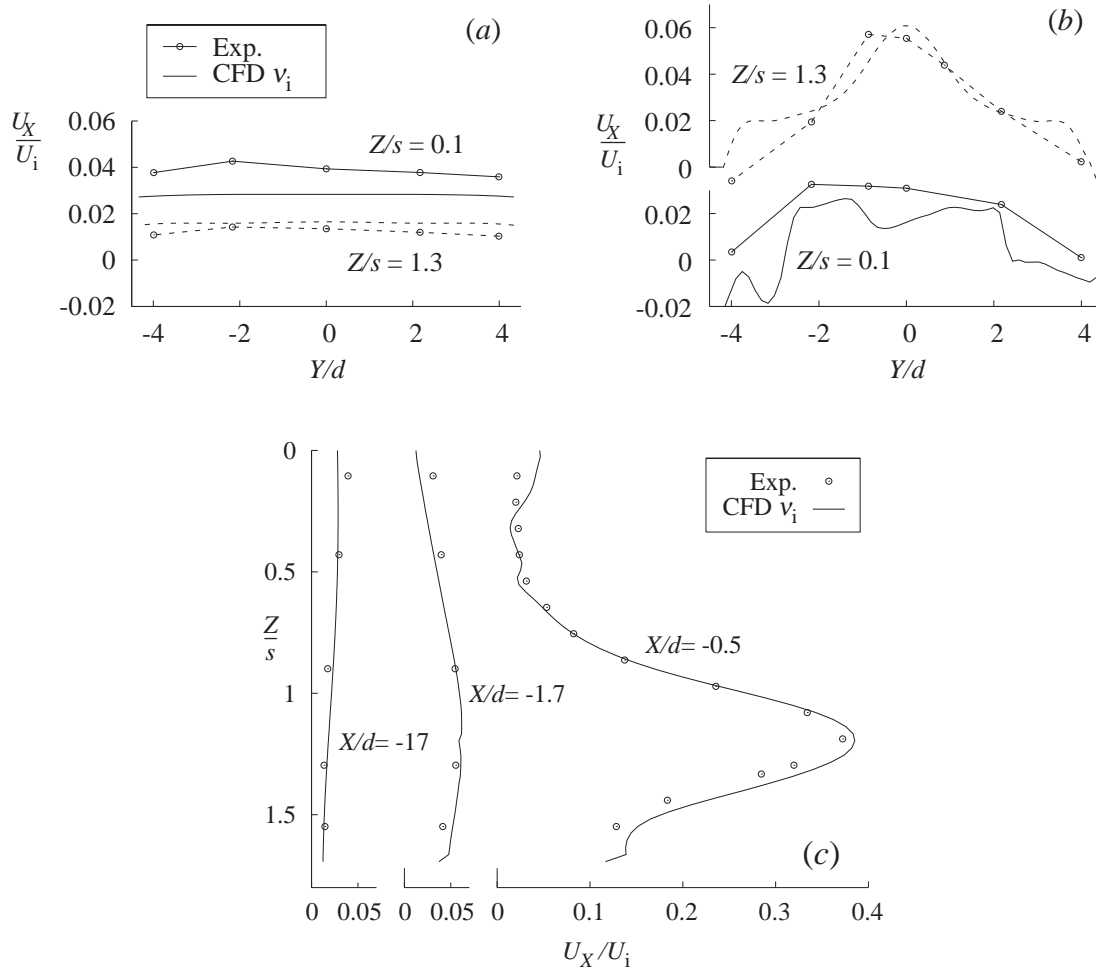 (a)
Exp.
CFD νi
UX
Ui
0.06
0.04
0.02
0
-0.02
Z/s = 0.1
Z/s = 1.3
-4
-2
0
2
4
Y/d
(b)
UX
Ui
0.06
0.04
0.02
0
0.02
0
-0.02
Z/s = 1.3
Z/s = 0.1
-4
-2
0
2
4
Y/d
Exp.
CFD νi
0
0.5
Z
s
1
1.5
X/d= -17
X/d= -1.7
X/d= -0.5
(c)
0
0.05
0
0.05
0
0.1
0.2
0.3
0.4
UX/Ui